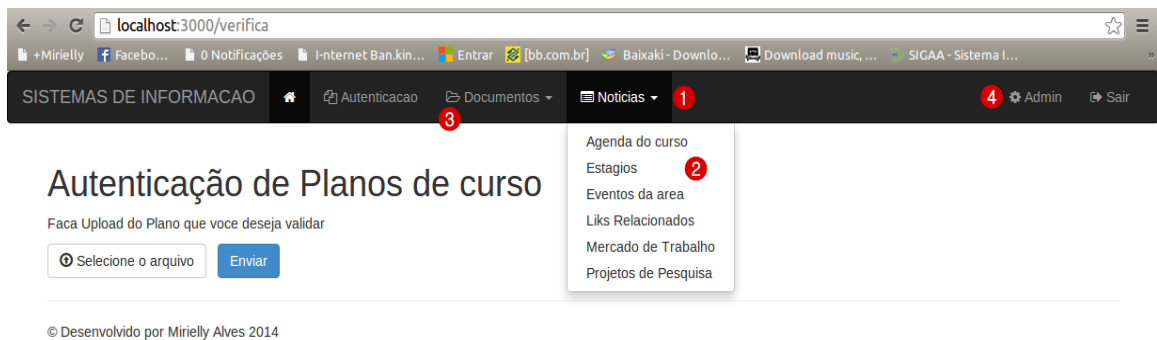 localhost:3000/verifica
+Mirielly Facebo... 0 Notificações I-nternet Ban.kin... Entrar [bb.com.br] Baixaki - Downlo... Download music, ... SIGAA - Sistema I... »
SISTEMAS DE INFORMACAO Autenticacao Documentos Noticias 1 4 Admin Sair
3
Agenda do curso
Estagios 2
Eventos da area
Liks Relacionados
Mercado de Trabalho
Projetos de Pesquisa
Autenticação de Planos de curso
Faca Upload do Plano que voce deseja validar
Selecione o arquivo Enviar
© Desenvolvido por Mirielly Alves 2014